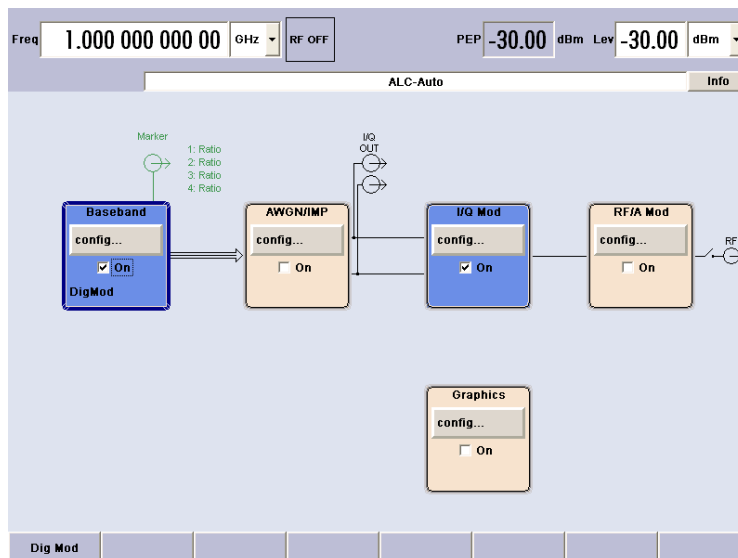 Freq 1.000 000 000 00 GHz RF OFF PEP -30.00 dBm Lev -30.00 dBm
ALC-Auto Info
Marker
1: Ratio
2: Ratio
3: Ratio
4: Ratio
I/Q
OUT
Baseband AWGN/IMP I/Q Mod RF/A Mod
config... config... config... config...
RF
On On On On
DigMod
Graphics
config...
On
Dig Mod